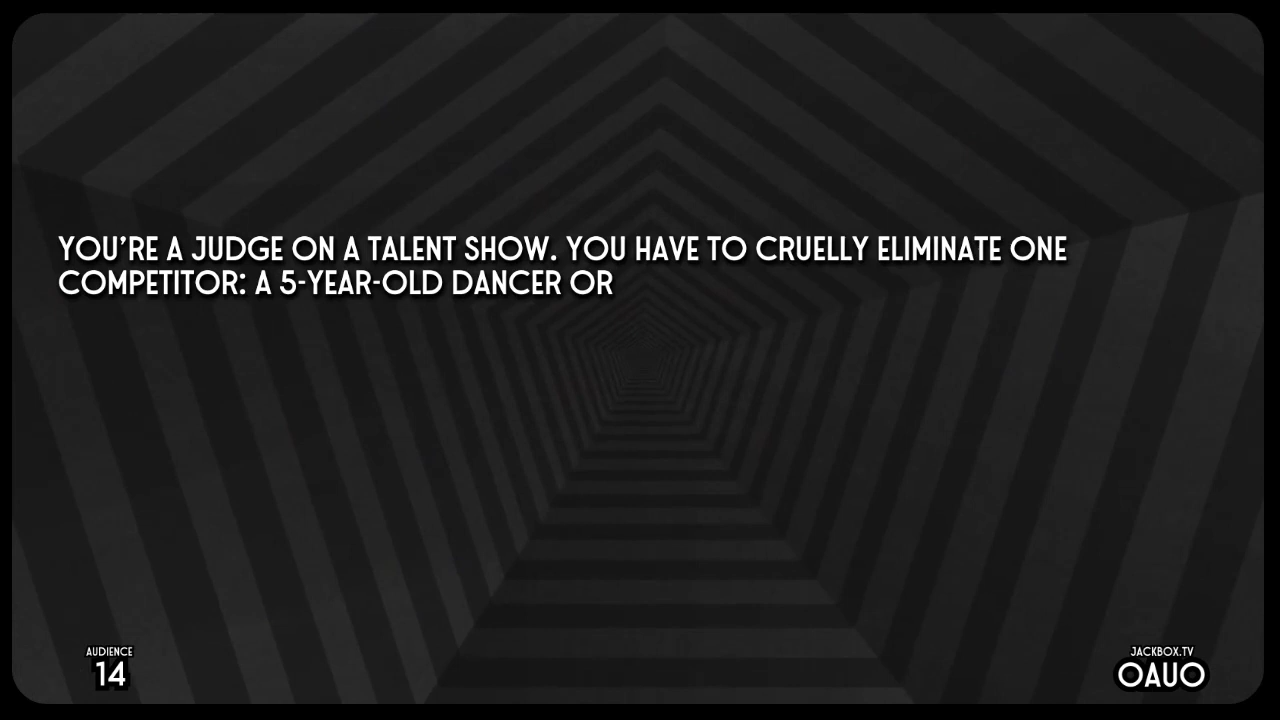 YOU'RE A JUDGE ON A TALENT SHOW. YOU HAVE TO CRUELLY ELIMINATE ONE
COMPETITOR: A 5-YEAR-OLD DANCER OR
AUDIENCE
14
JACKBOX.TV
OAUO